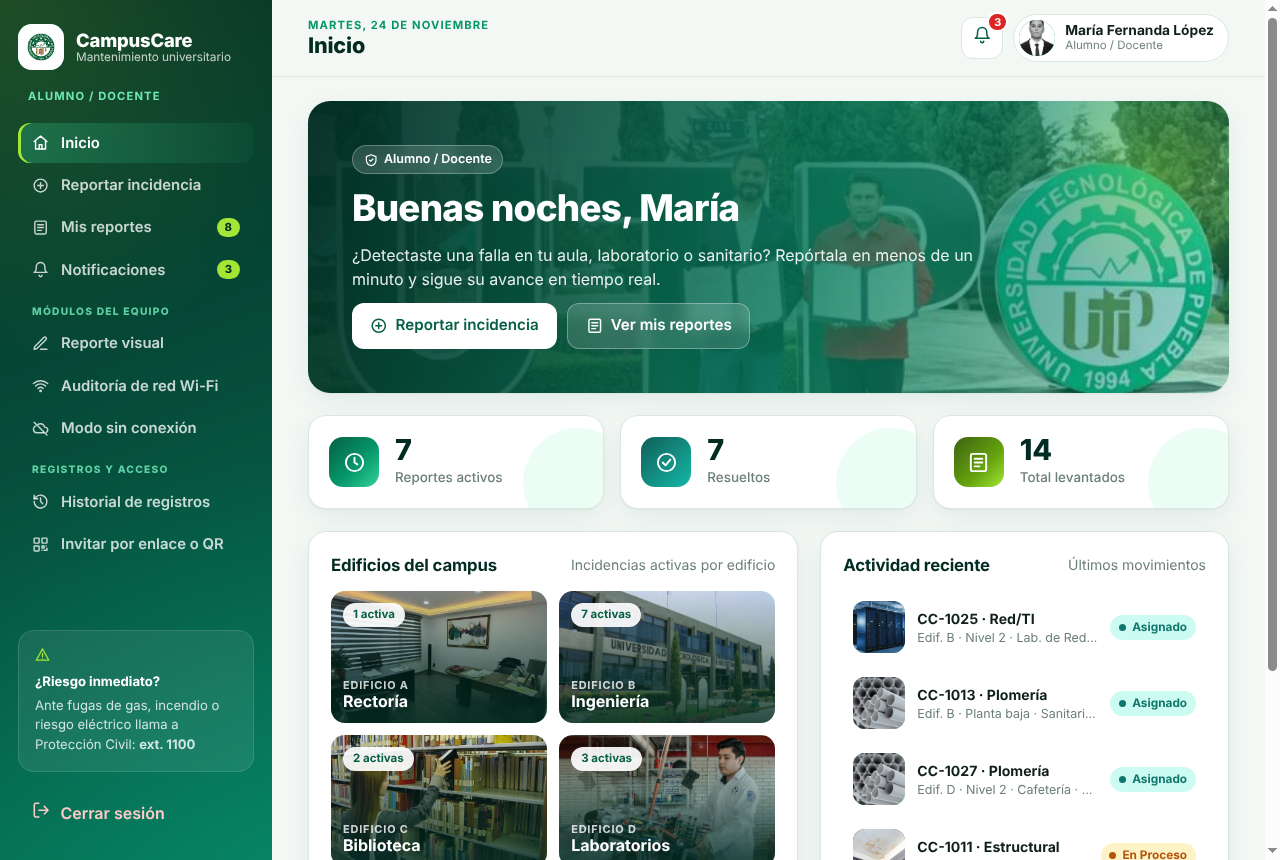 CampusCare
Mantenimiento universitario
ALUMNO / DOCENTE
Inicio
Reportar incidencia
Mis reportes 8
Notificaciones 3
MÓDULOS DEL EQUIPO
Reporte visual
Auditoría de red Wi-Fi
Modo sin conexión
REGISTROS Y ACCESO
Historial de registros
Invitar por enlace o QR
¿Riesgo inmediato?
Ante fugas de gas, incendio o
riesgo eléctrico llama a
Protección Civil: ext. 1100
Cerrar sesión
MARTES, 24 DE NOVIEMBRE
Inicio
3
María Fernanda López
Alumno / Docente
Alumno / Docente
Buenas noches, María
¿Detectaste una falla en tu aula, laboratorio o sanitario? Repórtala en menos de un
minuto y sigue su avance en tiempo real.
Reportar incidencia
Ver mis reportes
UNIVERSIDAD TECNOLÓGICA DE PUEBLA
UTP
1994
7
Reportes activos
7
Resueltos
14
Total levantados
Edificios del campus
Incidencias activas por edificio
1 activa
EDIFICIO A
Rectoría
7 activas
UNIVERSIDAD TECNOLÓGICA
EDIFICIO B
Ingeniería
2 activas
EDIFICIO C
Biblioteca
3 activas
EDIFICIO D
Laboratorios
Actividad reciente
Últimos movimientos
CC-1025 · Red/TI
Edif. B · Nivel 2 · Lab. de Red...
Asignado
CC-1013 · Plomería
Edif. B · Planta baja · Sanitari...
Asignado
CC-1027 · Plomería
Edif. D · Nivel 2 · Cafetería · ...
Asignado
CC-1011 · Estructural
En Proceso